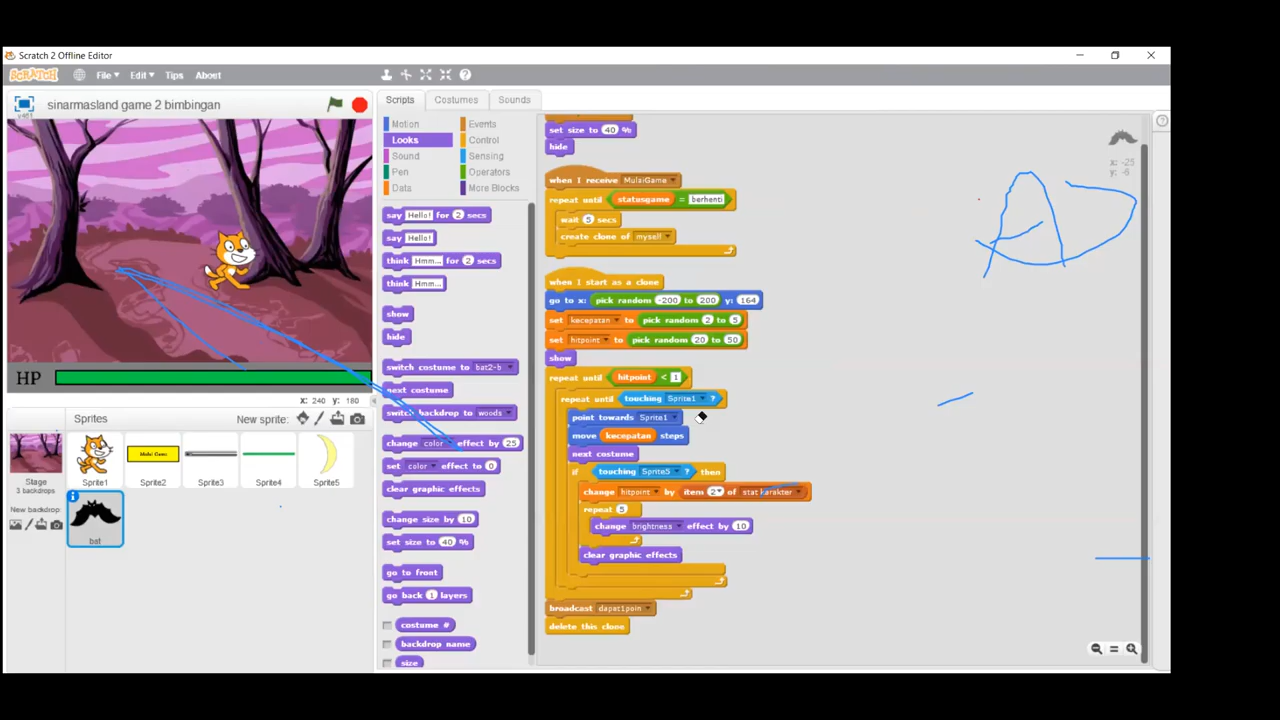 Scratch 2 Offline Editor
SCRATCH File Edit Tips About
v461 sinarmasland game 2 bimbingan
HP
x: 240 y: 180
Sprites New sprite:
Stage
3 backdrops
New backdrop
Mulai Game
Sprite1 Sprite2 Sprite3 Sprite4 Sprite5
bat
Scripts Costumes Sounds
Motion Events
Looks Control
Sound Sensing
Pen Operators
Data More Blocks
say Hello! for 2 secs
say Hello!
think Hmm... for 2 secs
think Hmm...
show
hide
switch costume to bat2-b
next costume
switch backdrop to woods
change color effect by 25
set color effect to 0
clear graphic effects
change size by 10
set size to 40 %
go to front
go back 1 layers
costume #
backdrop name
size
set size to 40 %
hide
when I receive MulaiGame
repeat until statusgame = berhenti
wait 5 secs
create clone of myself
when I start as a clone
go to x: pick random -200 to 200 y: 164
set kecepatan to pick random 2 to 5
set hitpoint to pick random 20 to 50
show
repeat until hitpoint < 1
repeat until touching Sprite1 ?
point towards Sprite1
move kecepatan steps
next costume
if touching Sprite5 ? then
change hitpoint by item 2 of stat karakter
repeat 5
change brightness effect by 10
clear graphic effects
broadcast dapat1poin
delete this clone
x: -25
y: -6
AD